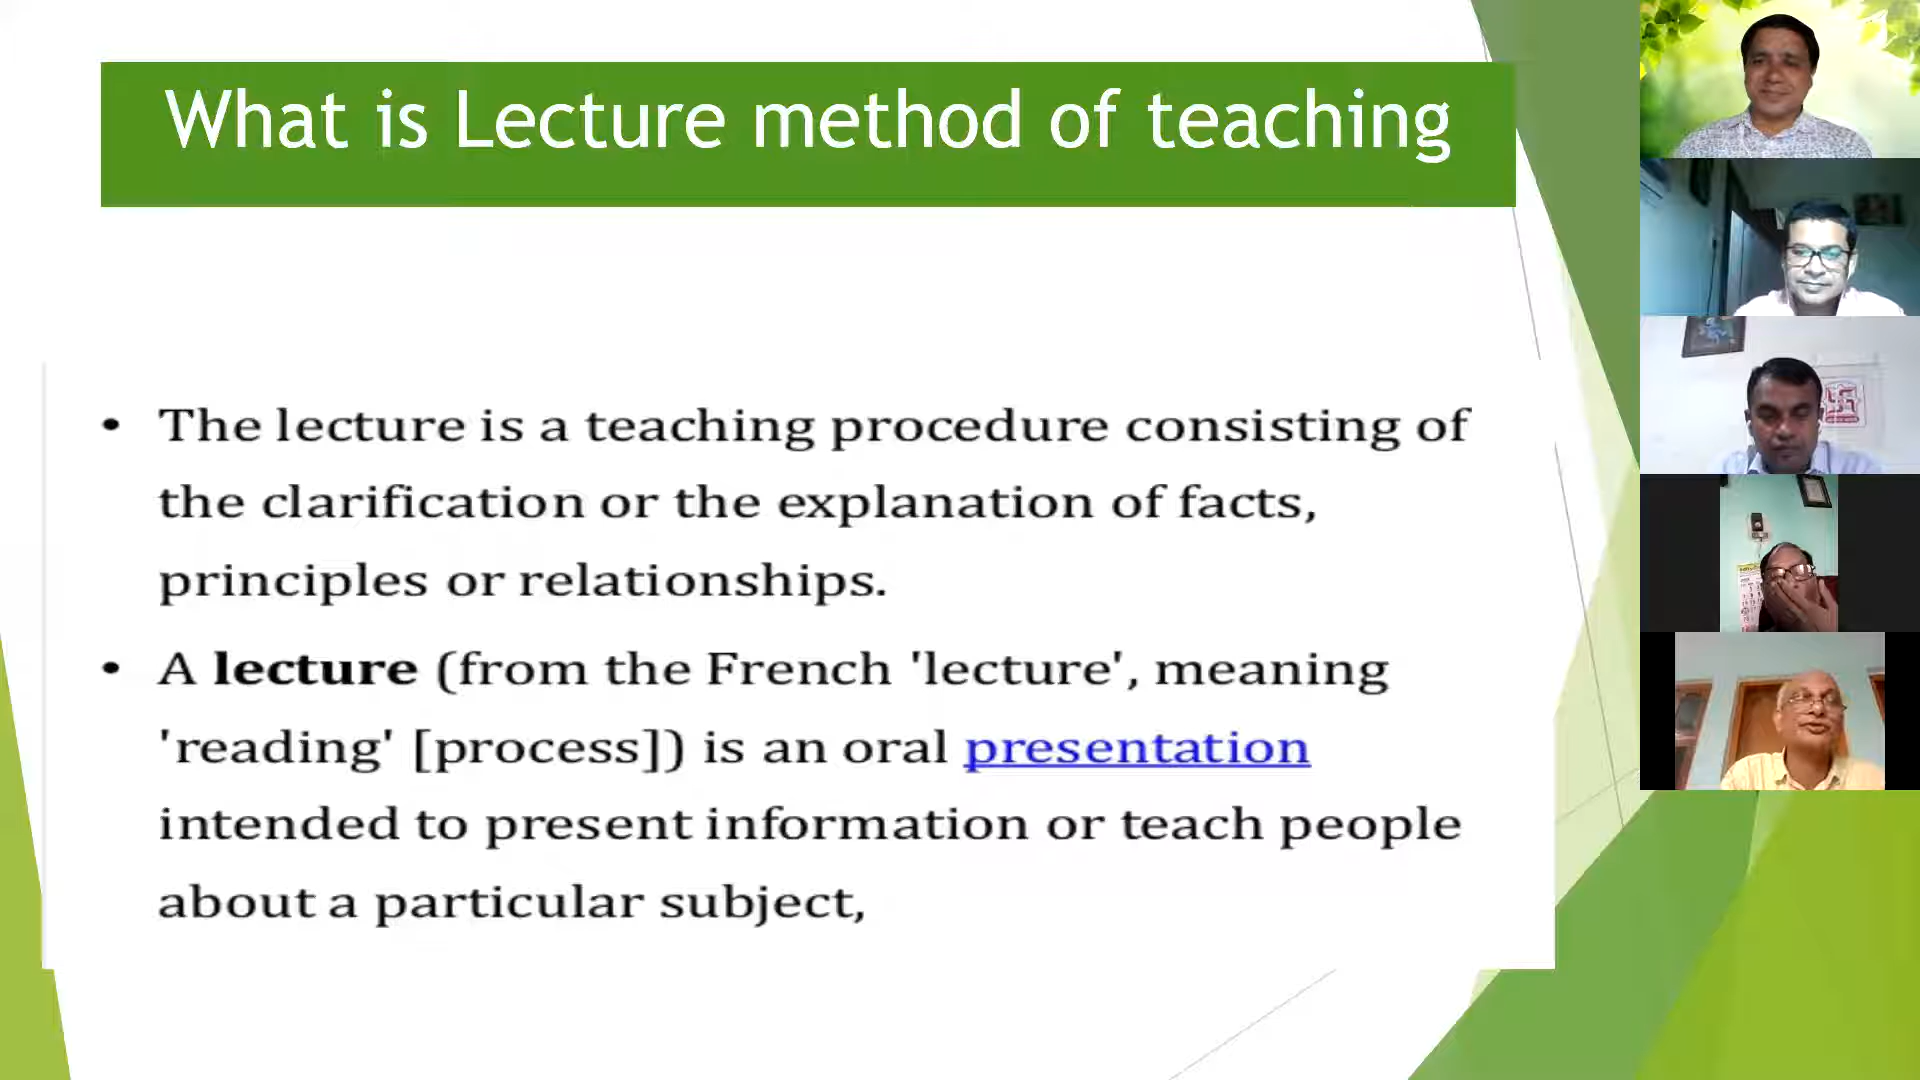 What is Lecture method of teaching
• The lecture is a teaching procedure consisting of
the clarification or the explanation of facts,
principles or relationships.
• A lecture (from the French 'lecture', meaning
'reading' [process]) is an oral presentation
intended to present information or teach people
about a particular subject,